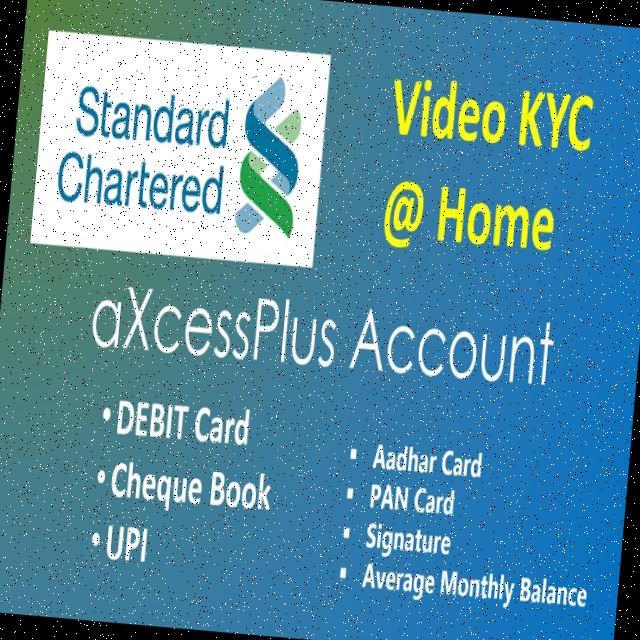 Standard
Chartered
Video KYC
@ Home
aXcessPlus Account
• DEBIT Card
• Cheque Book
• UPI
▪ Aadhar Card
▪ PAN Card
▪ Signature
▪ Average Monthly Balance